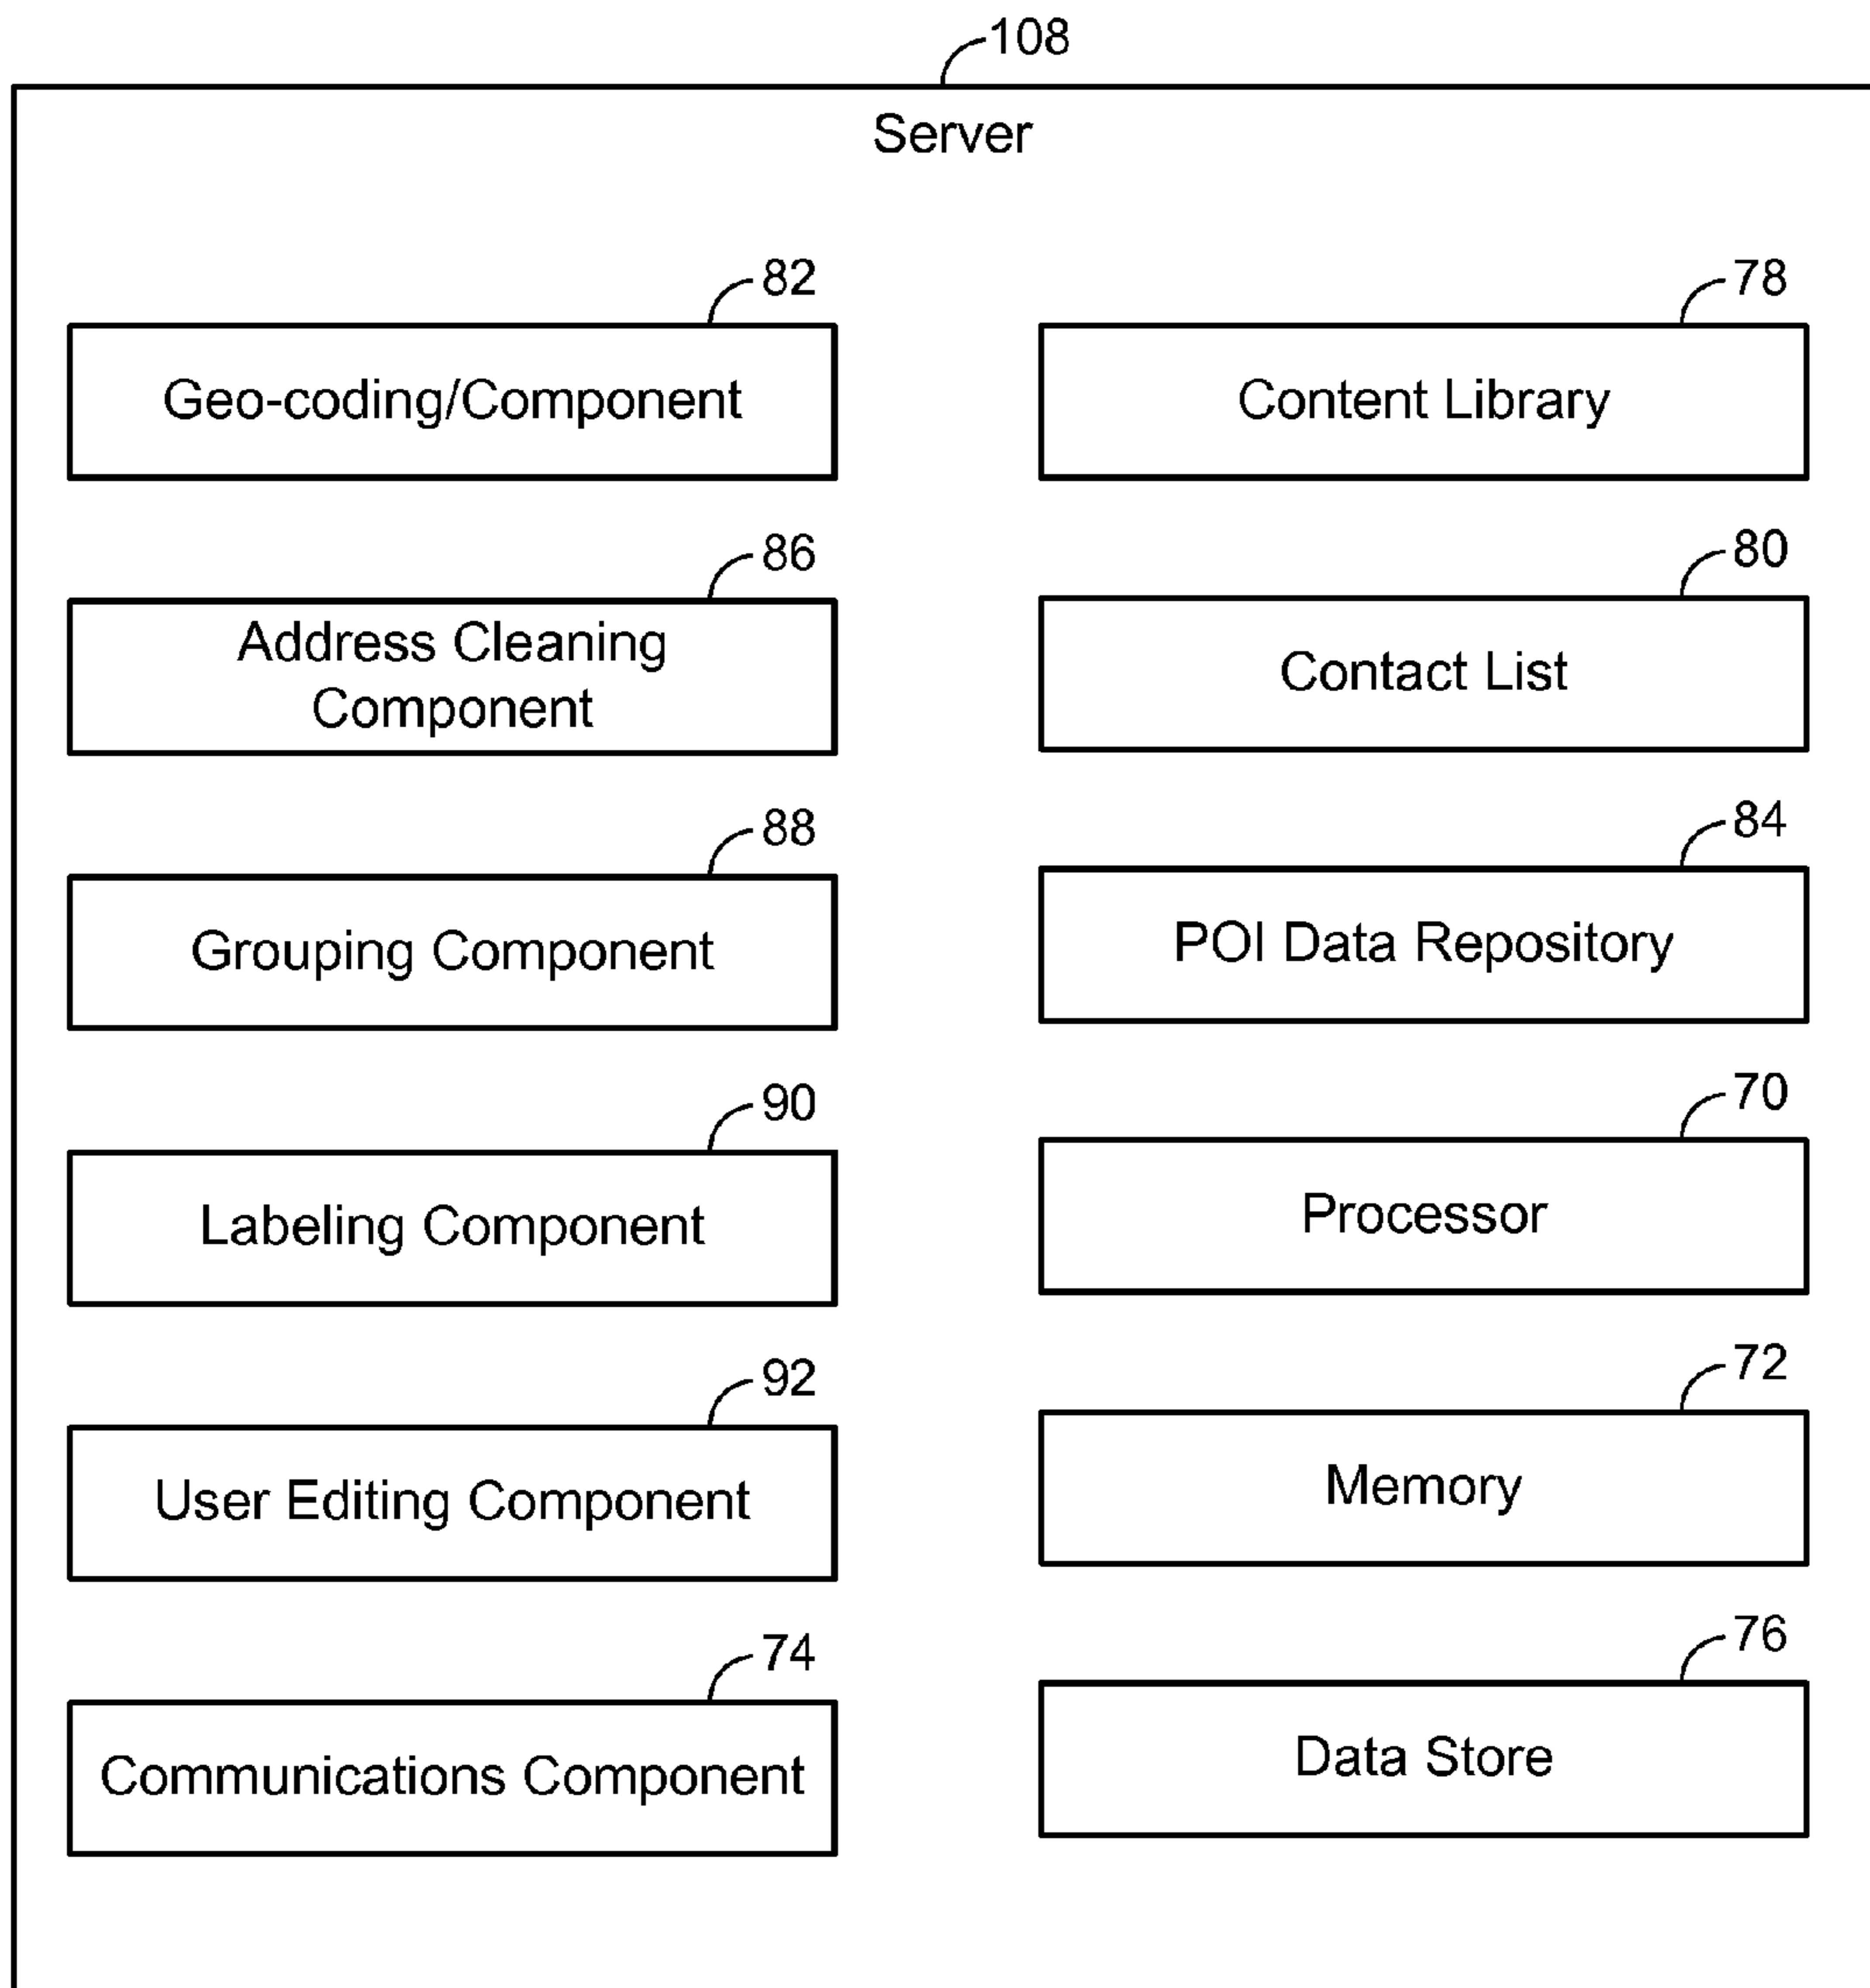 108
Server
82
Geo-coding/Component
78
Content Library
86
Address Cleaning
Component
80
Contact List
88
Grouping Component
84
POI Data Repository
90
Labeling Component
70
Processor
92
User Editing Component
72
Memory
74
Communications Component
76
Data Store